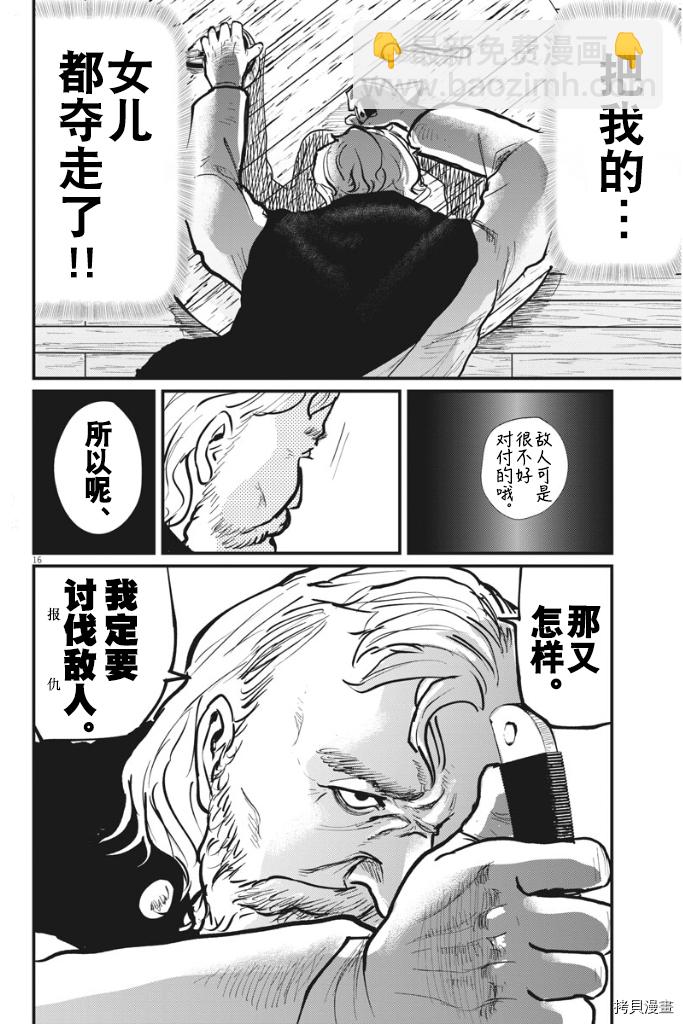 👇最新免费漫画👇
www.baozimh.com
把我的…
女儿
都夺走了!!
敌人可是
很不好
对付的哦。
所以呢、
16
那又
怎样。
我定要
报仇
讨伐敌人。
拷貝漫畫